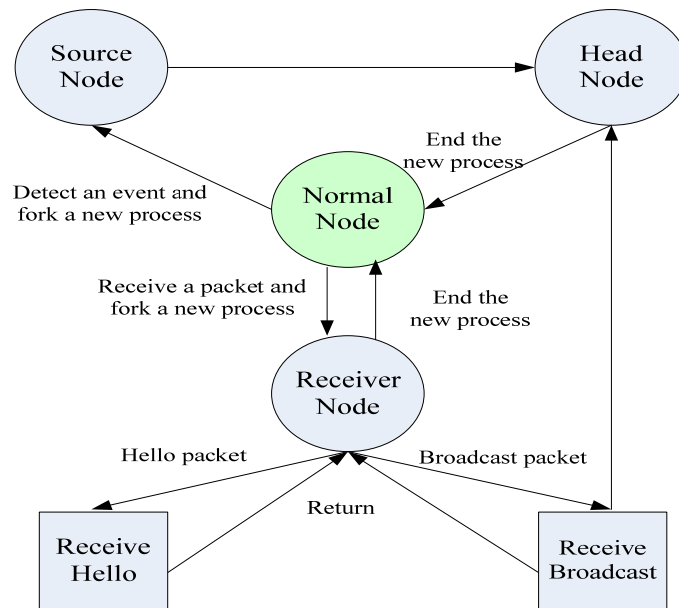 Source
Node
Head
Node
End the
new process
Normal
Node
Detect an event and
fork a new process
Receive a packet and
fork a new process
End the
new process
Receiver
Node
Hello packet
Broadcast packet
Return
Receive
Hello
Receive
Broadcast